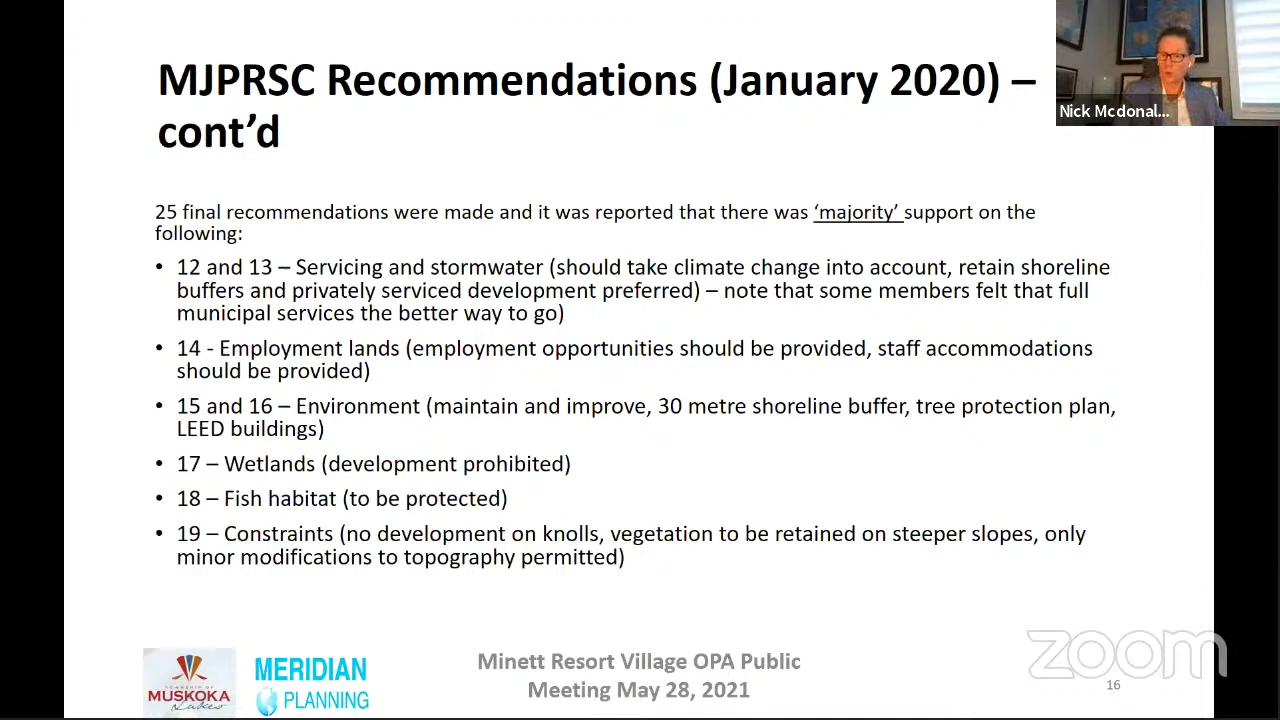 MJPRSC Recommendations (January 2020) –
cont’d
Nick Mcdonal...
25 final recommendations were made and it was reported that there was ‘majority’ support on the
following:
• 12 and 13 – Servicing and stormwater (should take climate change into account, retain shoreline
buffers and privately serviced development preferred) – note that some members felt that full
municipal services the better way to go)
• 14 - Employment lands (employment opportunities should be provided, staff accommodations
should be provided)
• 15 and 16 – Environment (maintain and improve, 30 metre shoreline buffer, tree protection plan,
LEED buildings)
• 17 – Wetlands (development prohibited)
• 18 – Fish habitat (to be protected)
• 19 – Constraints (no development on knolls, vegetation to be retained on steeper slopes, only
minor modifications to topography permitted)
TOWNSHIP OF
MUSKOKA
Lakes
MERIDIAN
PLANNING
Minett Resort Village OPA Public
Meeting May 28, 2021
zoom
16